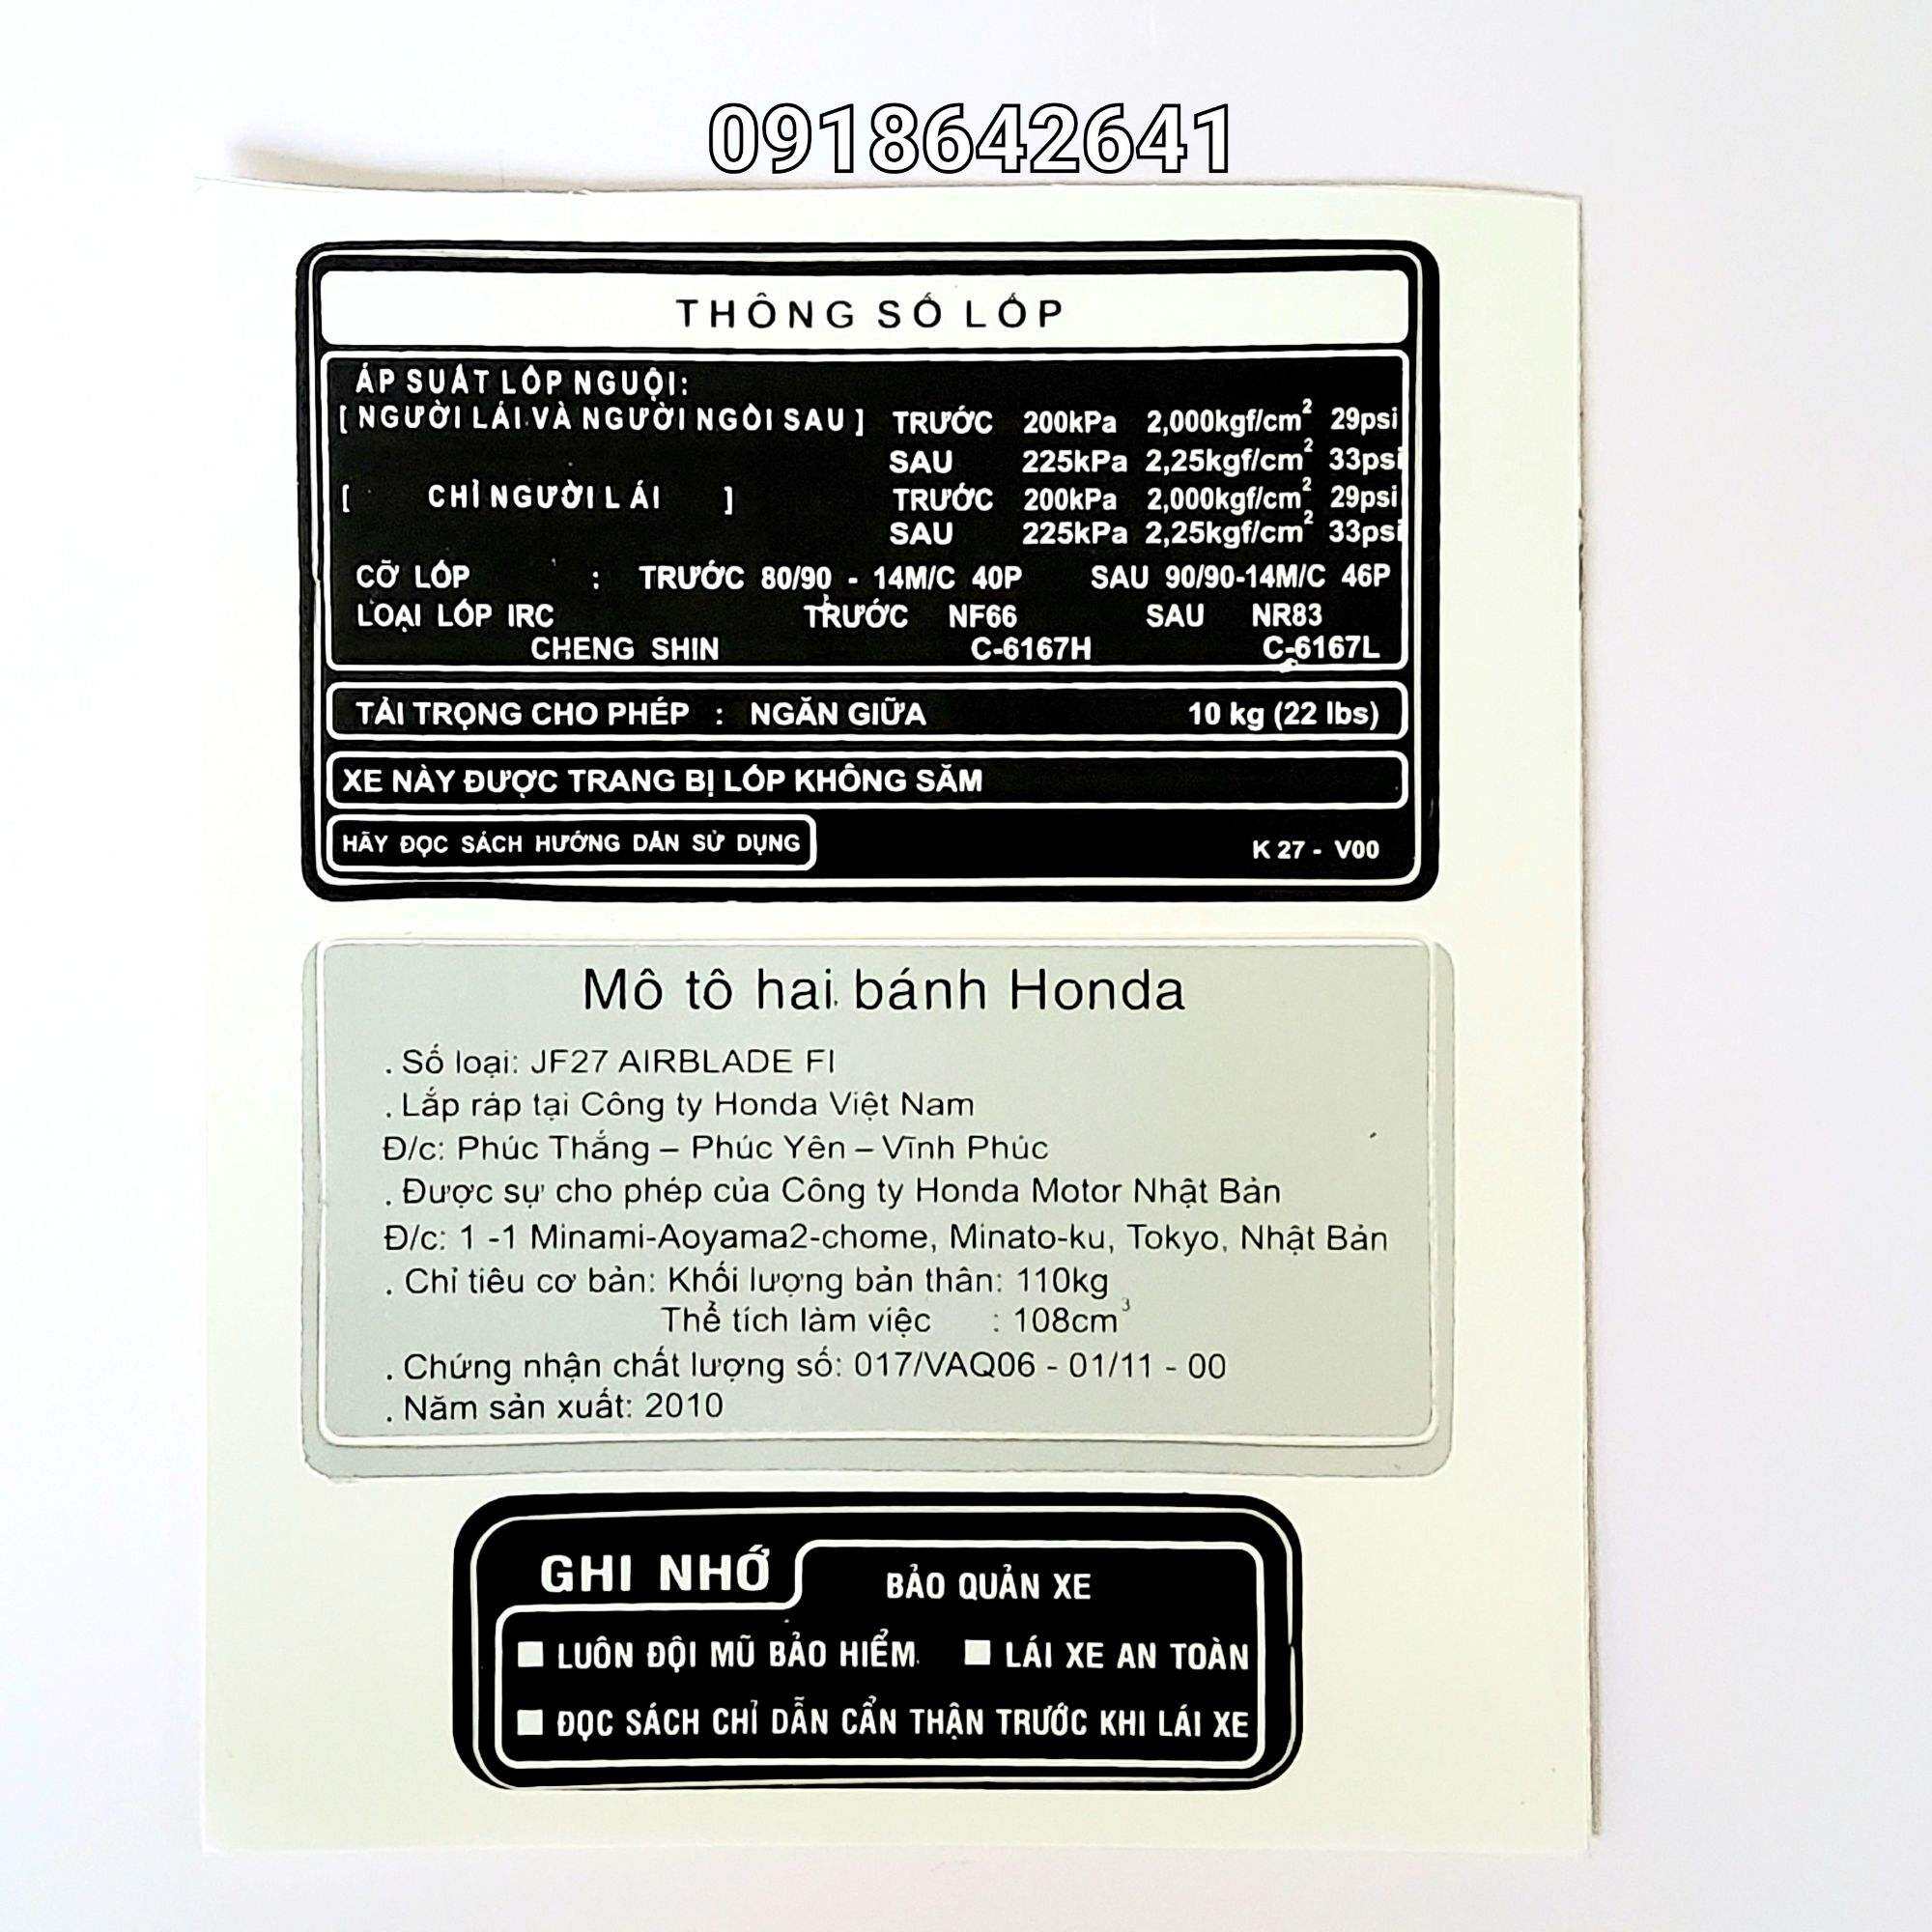 0918642641
THÔNG SỐ LỐP
ÁP SUẤT LỐP NGUỘI:
[ NGƯỜI LÁI VÀ NGƯỜI NGỒI SAU ] TRƯỚC 200kPa 2,000kgf/cm² 29psi
SAU 225kPa 2,25kgf/cm² 33psi
[ CHỈ NGƯỜI LÁI ] TRƯỚC 200kPa 2,000kgf/cm² 29psi
SAU 225kPa 2,25kgf/cm² 33psi
CỠ LỐP : TRƯỚC 80/90 - 14M/C 40P SAU 90/90-14M/C 46P
LOẠI LỐP IRC TRƯỚC NF66 SAU NR83
CHENG SHIN C-6167H C-6167L
TẢI TRỌNG CHO PHÉP : NGĂN GIỮA 10 kg (22 lbs)
XE NÀY ĐƯỢC TRANG BỊ LỐP KHÔNG SĂM
HÃY ĐỌC SÁCH HƯỚNG DẪN SỬ DỤNG K 27 - V00
Mô tô hai bánh Honda
. Số loại: JF27 AIRBLADE FI
. Lắp ráp tại Công ty Honda Việt Nam
Đ/c: Phúc Thắng – Phúc Yên – Vĩnh Phúc
. Được sự cho phép của Công ty Honda Motor Nhật Bản
Đ/c: 1 -1 Minami-Aoyama2-chome, Minato-ku, Tokyo, Nhật Bản
. Chỉ tiêu cơ bản: Khối lượng bản thân: 110kg
Thể tích làm việc : 108cm³
. Chứng nhận chất lượng số: 017/VAQ06 - 01/11 - 00
. Năm sản xuất: 2010
GHI NHỚ BẢO QUẢN XE
■ LUÔN ĐỘI MŨ BẢO HIỂM ■ LÁI XE AN TOÀN
■ ĐỌC SÁCH CHỈ DẪN CẨN THẬN TRƯỚC KHI LÁI XE